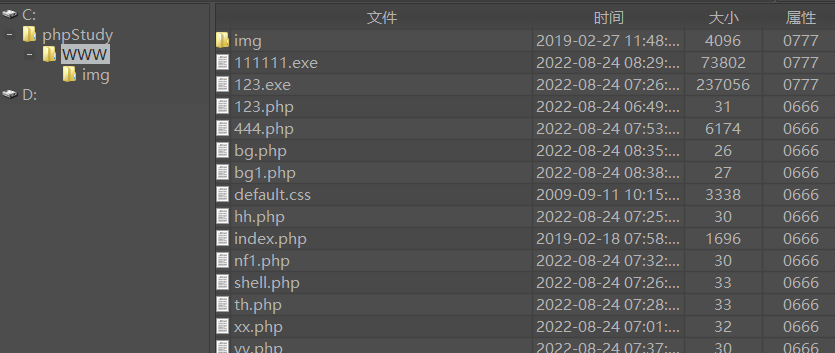 C:
phpStudy
WWW
img
D:
文件 时间 大小 属性
img 2019-02-27 11:48:... 4096 0777
111111.exe 2022-08-24 08:29:... 73802 0777
123.exe 2022-08-24 07:26:... 237056 0777
123.php 2022-08-24 06:49:... 31 0666
444.php 2022-08-24 07:53:... 6174 0666
bg.php 2022-08-24 08:35:... 26 0666
bg1.php 2022-08-24 08:38:... 27 0666
default.css 2009-09-11 10:15:... 3338 0666
hh.php 2022-08-24 07:25:... 30 0666
index.php 2019-02-18 07:58:... 1696 0666
nf1.php 2022-08-24 07:32:... 30 0666
shell.php 2022-08-24 07:26:... 33 0666
th.php 2022-08-24 07:28:... 33 0666
xx.php 2022-08-24 07:01:... 32 0666
yy.php 2022-08-24 07:37:... 30 0666